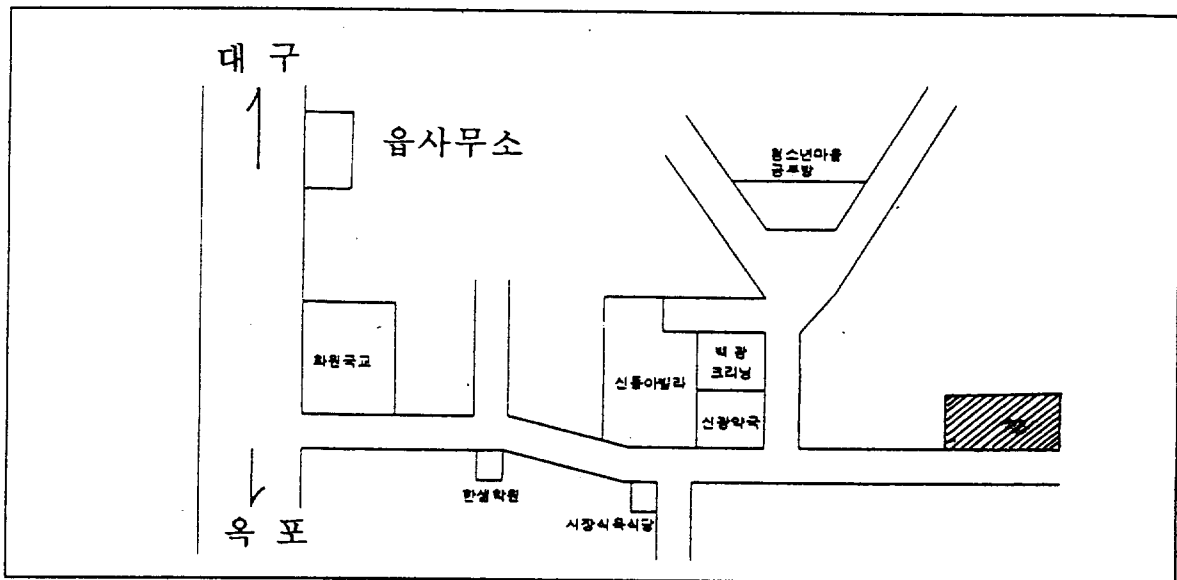 대 구
읍사무소
청소년마을
공부방
화원국교
신동아빌라
백 광
크리닝
신광약국
한샘학원
시장식육식당
옥 포